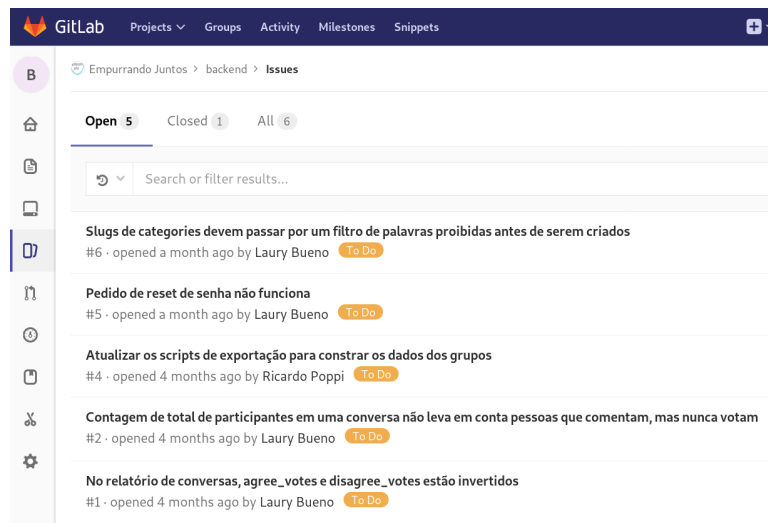 GitLab Projects Groups Activity Milestones Snippets
B
Empurrando Juntos > backend > Issues
Open 5 Closed 1 All 6
Search or filter results...
Slugs de categories devem passar por um filtro de palavras proibidas antes de serem criados
#6 · opened a month ago by Laury Bueno To Do
Pedido de reset de senha não funciona
#5 · opened a month ago by Laury Bueno To Do
Atualizar os scripts de exportação para constrar os dados dos grupos
#4 · opened 4 months ago by Ricardo Poppi To Do
Contagem de total de participantes em uma conversa não leva em conta pessoas que comentam, mas nunca votam
#2 · opened 4 months ago by Laury Bueno To Do
No relatório de conversas, agree_votes e disagree_votes estão invertidos
#1 · opened 4 months ago by Laury Bueno To Do